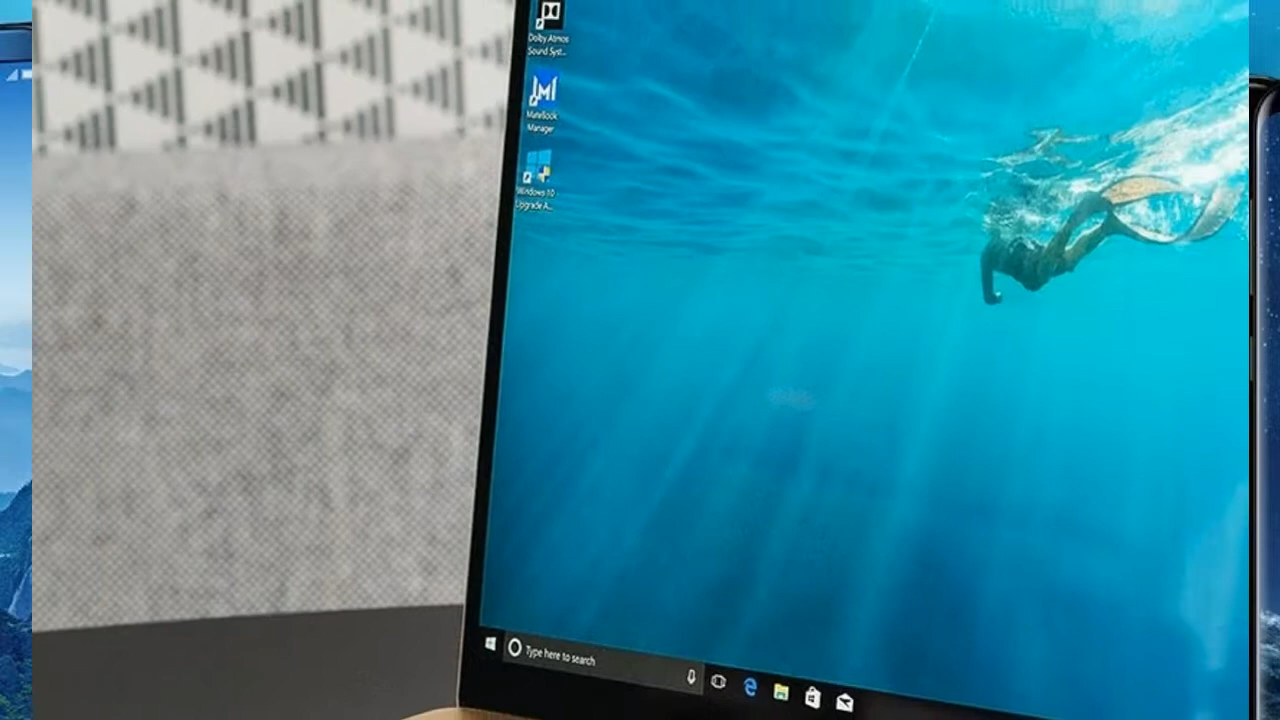 Dolby Atmos
Sound Syst...
MateBook
Manager
Windows 10
Upgrade A...
Type here to search